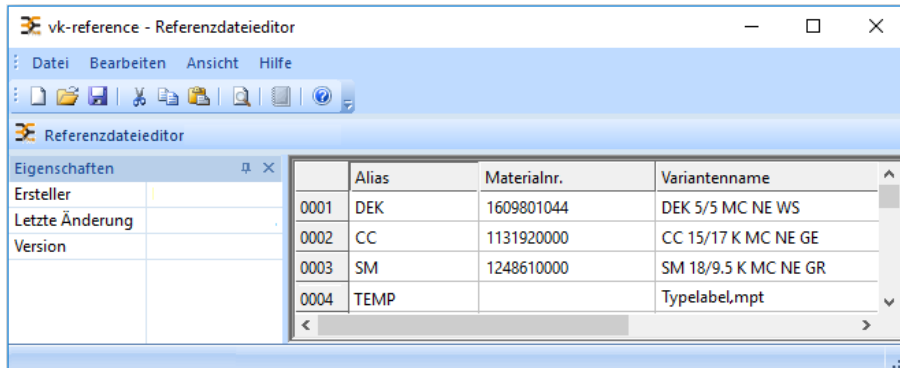 vk-reference - Referenzdateieditor
Datei Bearbeiten Ansicht Hilfe
Referenzdateieditor
Eigenschaften
Ersteller
Letzte Änderung
Version
Alias Materialnr. Variantenname
0001 DEK 1609801044 DEK 5/5 MC NE WS
0002 CC 1131920000 CC 15/17 K MC NE GE
0003 SM 1248610000 SM 18/9.5 K MC NE GR
0004 TEMP Typelabel,mpt